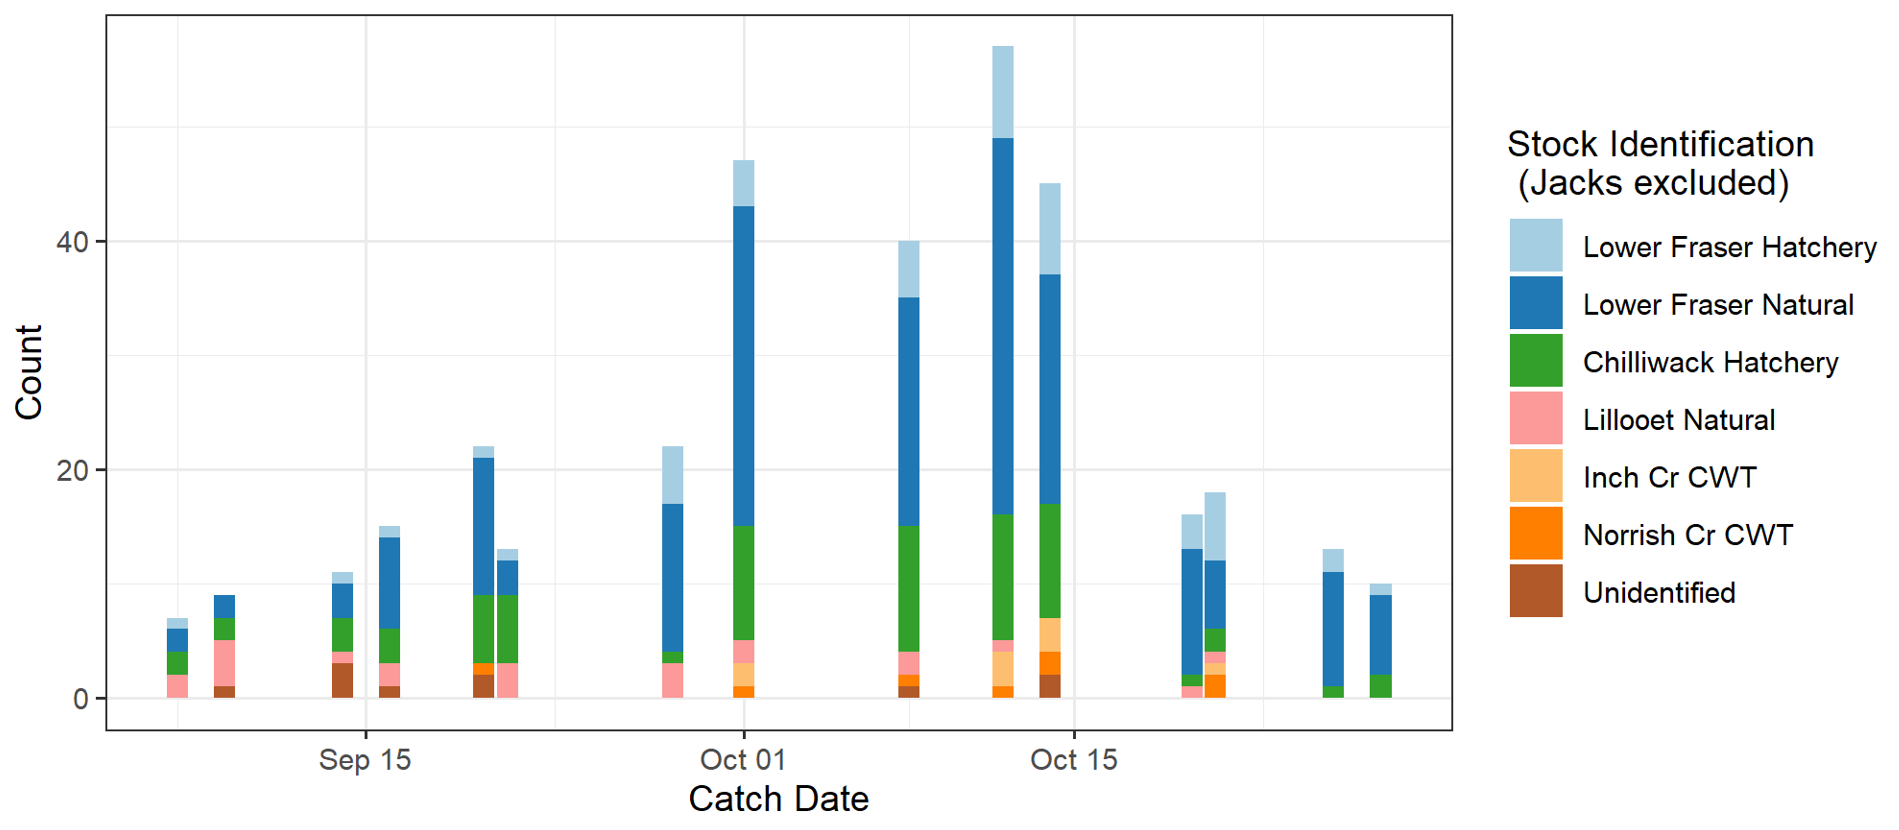 Count
40
20
0
Sep 15
Oct 01
Oct 15
Catch Date
Stock Identification
(Jacks excluded)
Lower Fraser Hatchery
Lower Fraser Natural
Chilliwack Hatchery
Lillooet Natural
Inch Cr CWT
Norrish Cr CWT
Unidentified